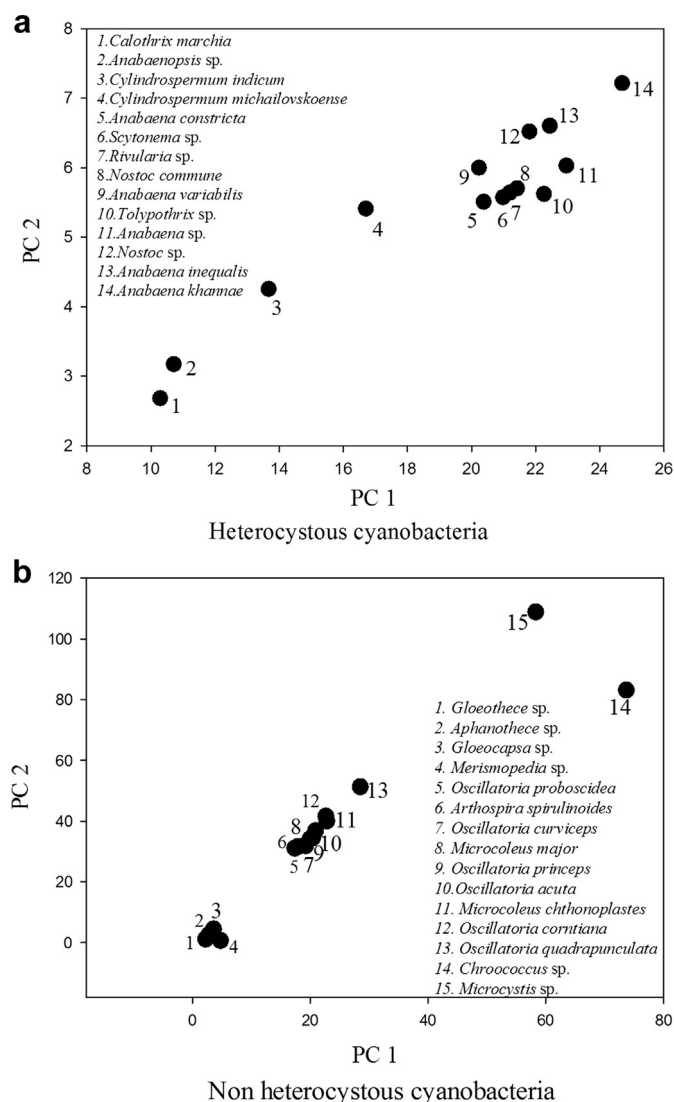 a
8
7
6
5
4
3
2
PC 2
1.Calothrix marchia
2.Anabaenopsis sp.
3.Cylindrospermum indicum
4.Cylindrospermum michailovskoense
5.Anabaena constricta
6.Scytonema sp.
7.Rivularia sp.
8.Nostoc commune
9.Anabaena variabilis
10.Tolypothrix sp.
11.Anabaena sp.
12.Nostoc sp.
13.Anabaena inequalis
14.Anabaena khannae
14
13
12
11
9
8
10
5 6 7
4
3
2
1
8 10 12 14 16 18 20 22 24 26
PC 1
Heterocystous cyanobacteria
b
120
100
80
60
40
20
0
PC 2
15
14
13
12
11
8
10
6
9
5 7
3
2
1 4
1. Gloeothece sp.
2. Aphanothece sp.
3. Gloeocapsa sp.
4. Merismopedia sp.
5. Oscillatoria proboscidea
6. Arthospira spirulinoides
7. Oscillatoria curviceps
8. Microcoleus major
9. Oscillatoria princeps
10.Oscillatoria acuta
11. Microcoleus chthonoplastes
12. Oscillatoria corntiana
13. Oscillatoria quadrapunculata
14. Chroococcus sp.
15. Microcystis sp.
0 20 40 60 80
PC 1
Non heterocystous cyanobacteria